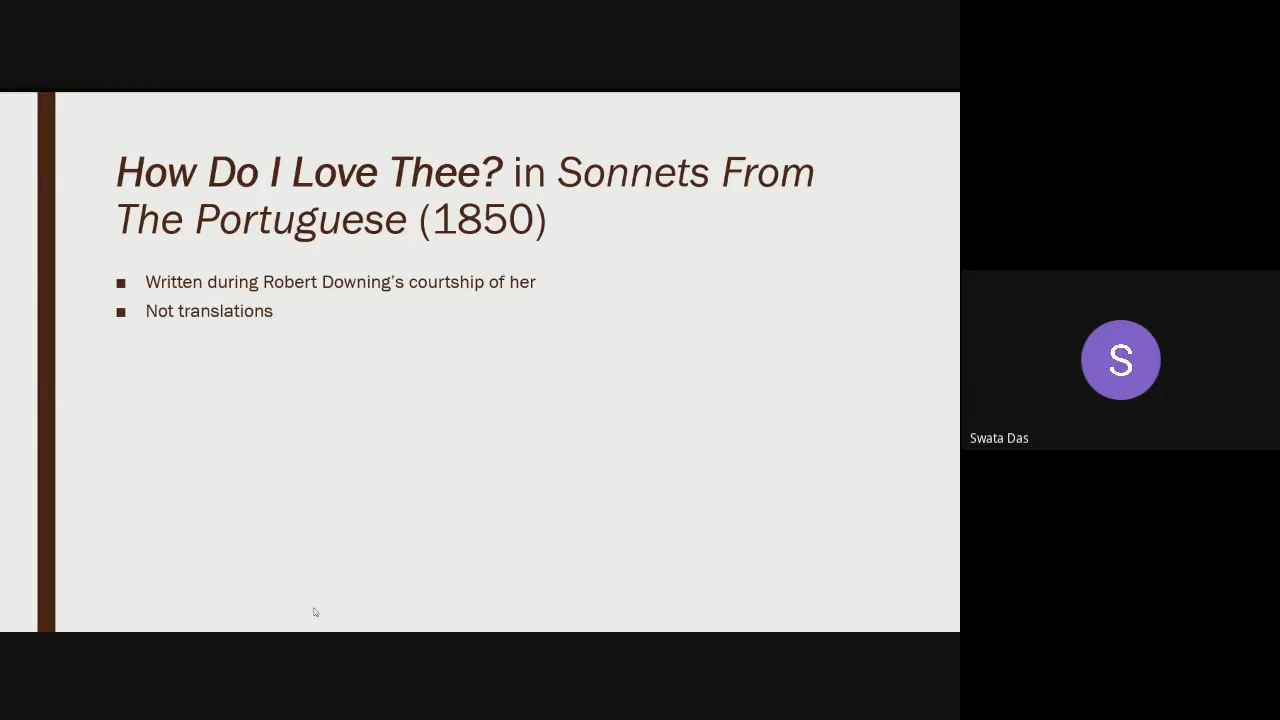 How Do I Love Thee? in Sonnets From
The Portuguese (1850)
■ Written during Robert Downing's courtship of her
■ Not translations
S
Swata Das